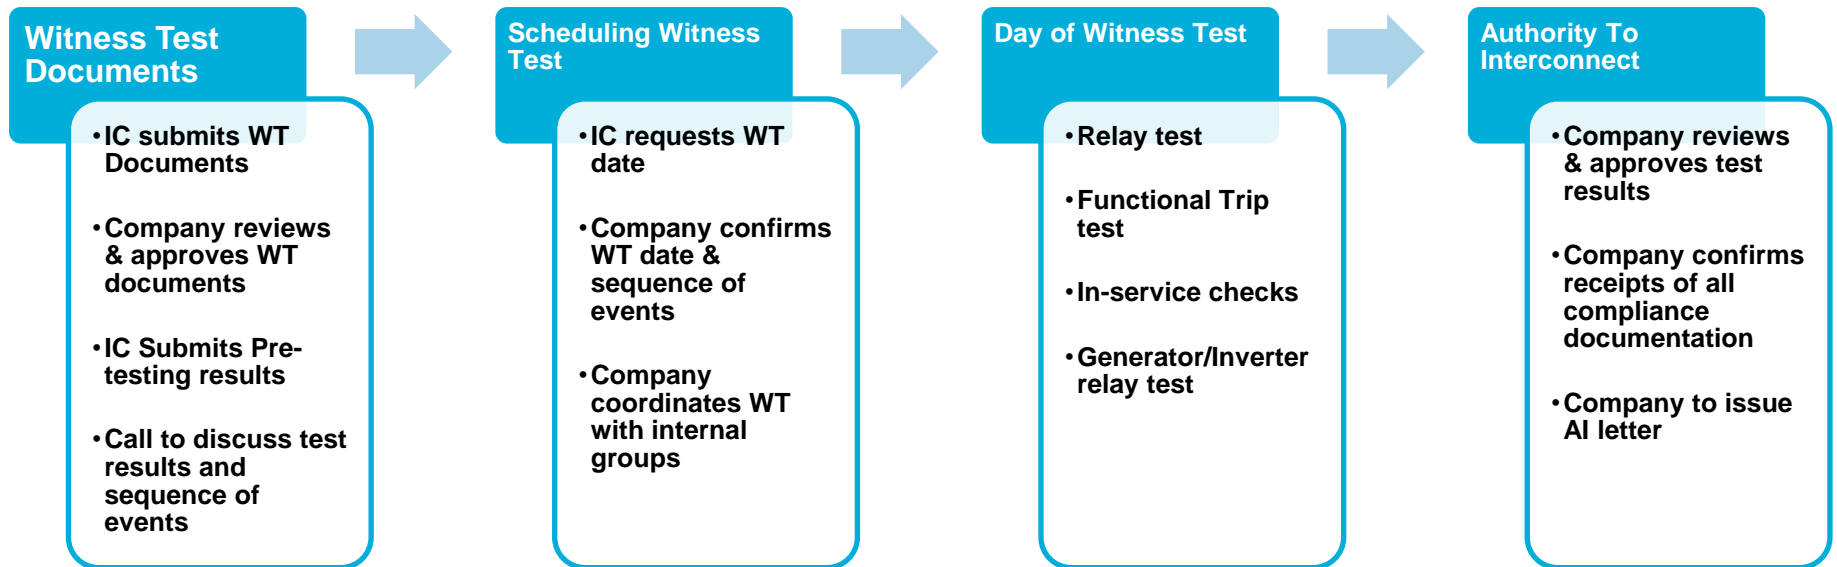 Witness Test
Documents
• IC submits WT
Documents
• Company reviews
& approves WT
documents
• IC Submits Pre-
testing results
• Call to discuss test
results and
sequence of
events
Scheduling Witness
Test
• IC requests WT
date
• Company confirms
WT date &
sequence of
events
• Company
coordinates WT
with internal
groups
Day of Witness Test
• Relay test
• Functional Trip
test
• In-service checks
• Generator/Inverter
relay test
Authority To
Interconnect
• Company reviews
& approves test
results
• Company confirms
receipts of all
compliance
documentation
• Company to issue
AI letter